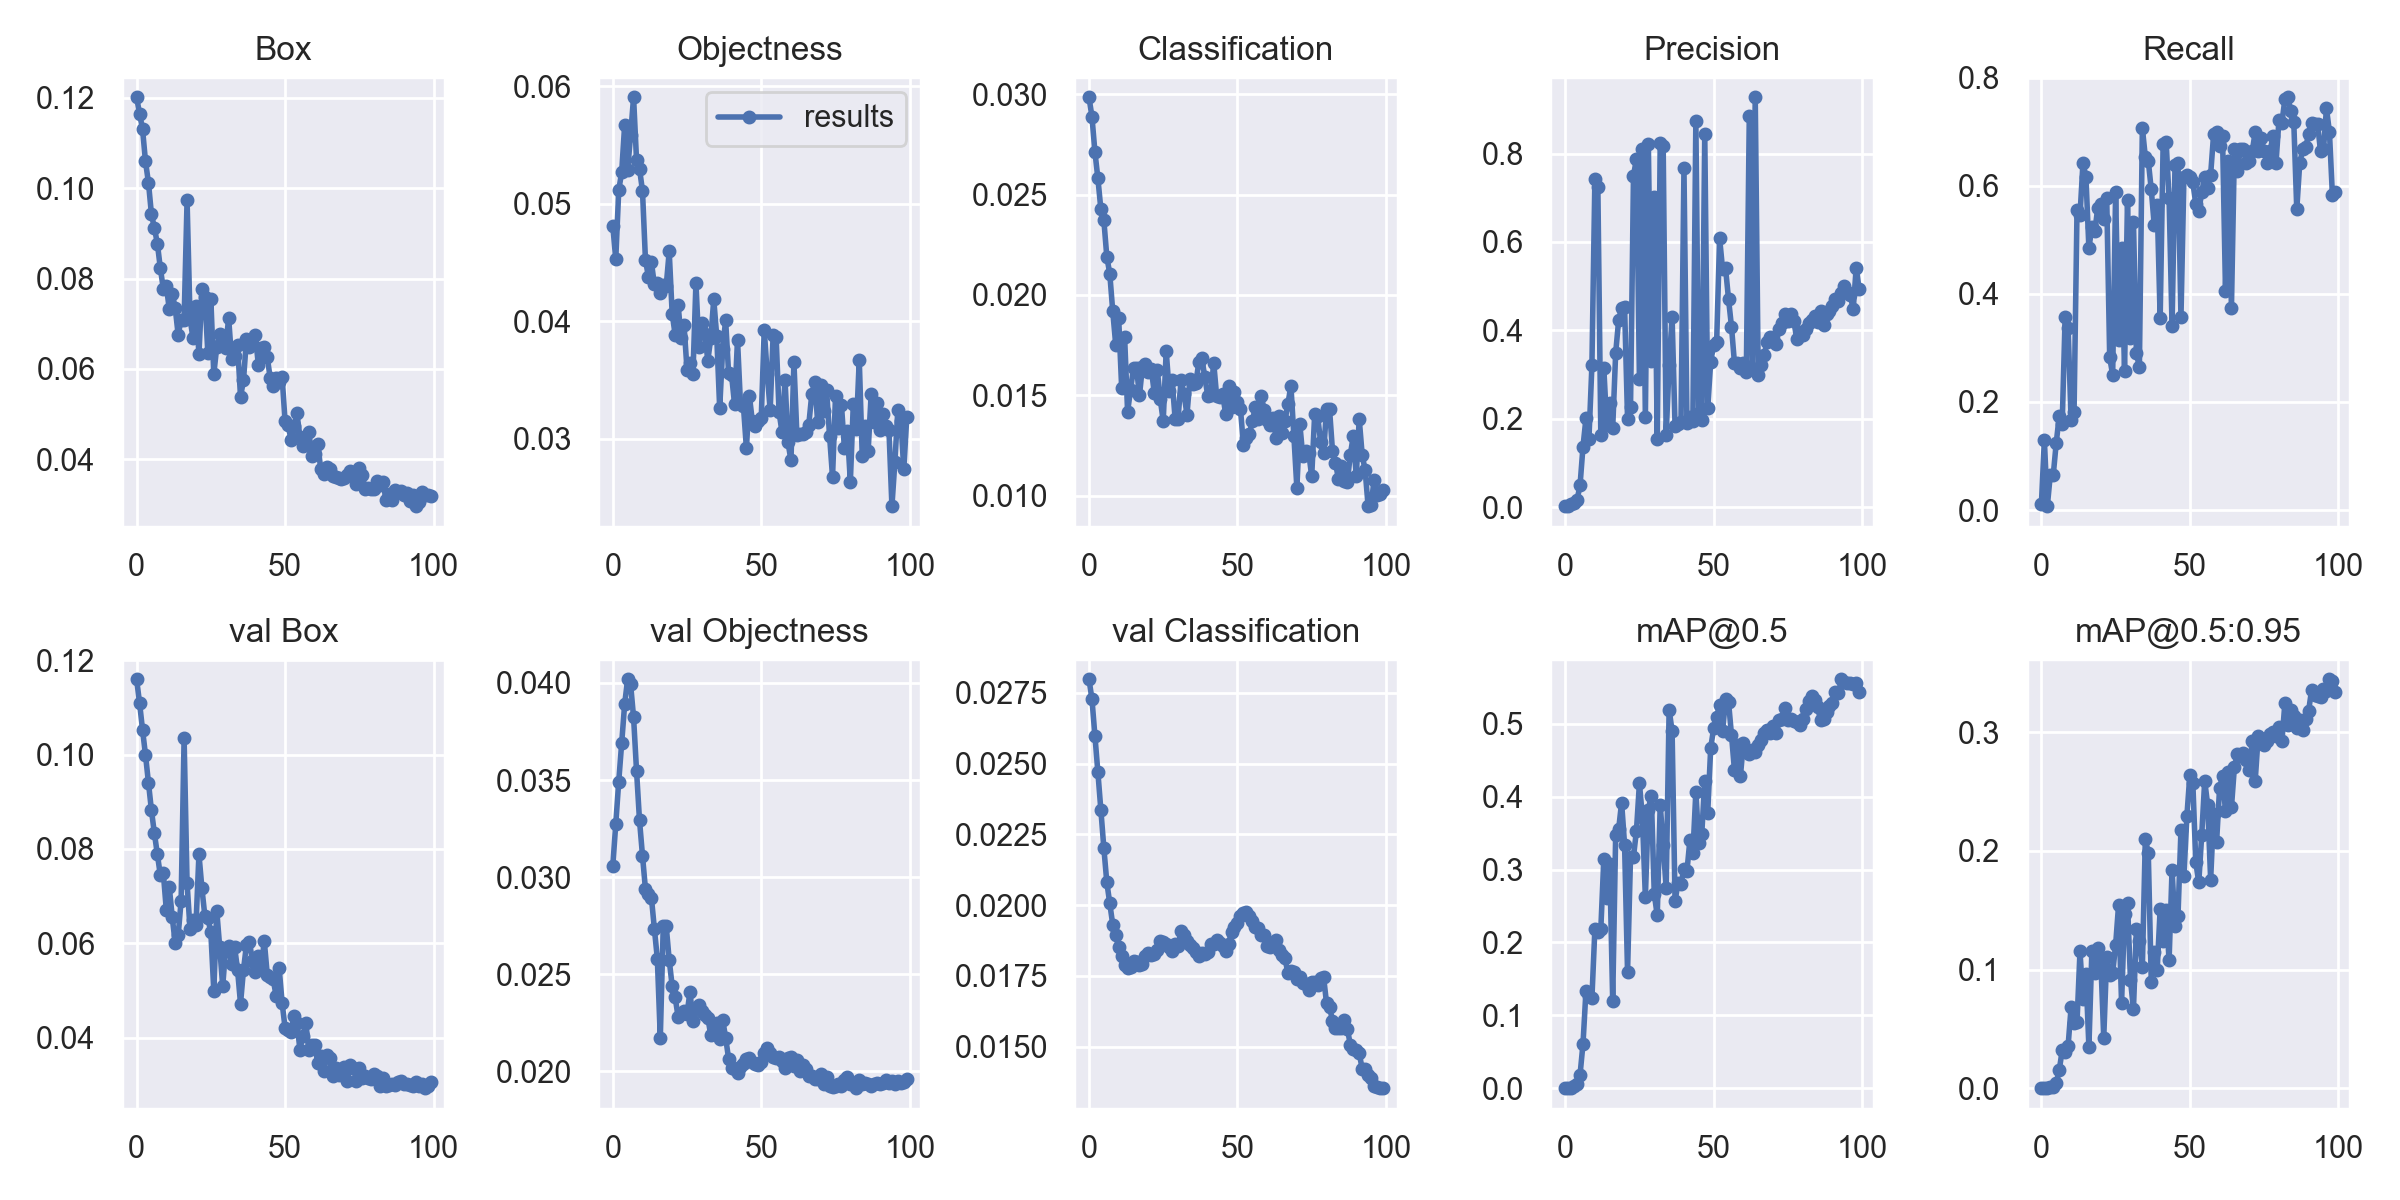 Box
0.12
0.10
0.08
0.06
0.04
0 50 100
Objectness
results
0.06
0.05
0.04
0.03
0 50 100
Classification
0.030
0.025
0.020
0.015
0.010
0 50 100
Precision
0.8
0.6
0.4
0.2
0.0
0 50 100
Recall
0.8
0.6
0.4
0.2
0.0
0 50 100
val Box
0.12
0.10
0.08
0.06
0.04
0 50 100
val Objectness
0.040
0.035
0.030
0.025
0.020
0 50 100
val Classification
0.0275
0.0250
0.0225
0.0200
0.0175
0.0150
0 50 100
mAP@0.5
0.5
0.4
0.3
0.2
0.1
0.0
0 50 100
mAP@0.5:0.95
0.3
0.2
0.1
0.0
0 50 100